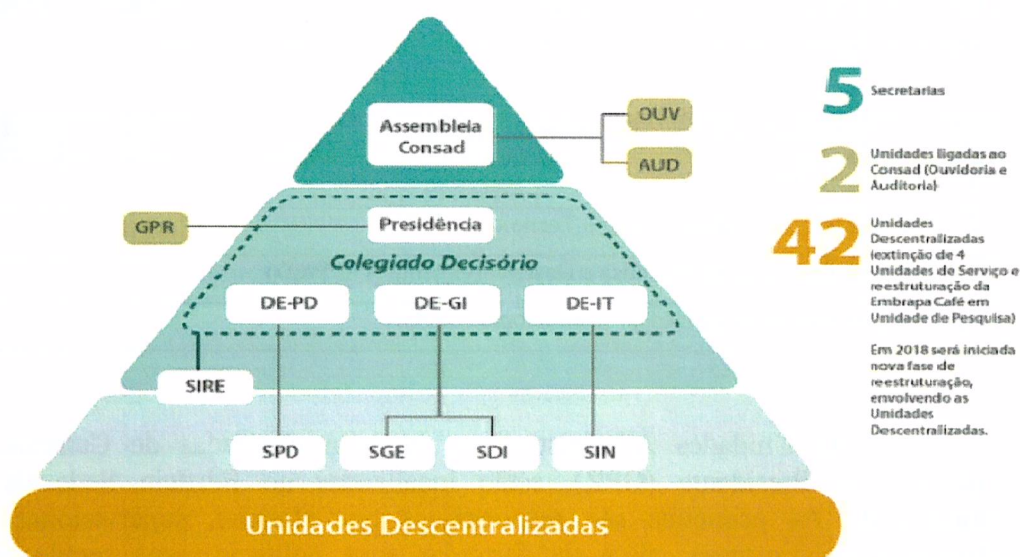 Assembleia
Consad
OUV
AUD
GPR
Presidência
Colegiado Decisório
DE-PD
DE-GI
DE-IT
SIRE
SPD
SGE
SDI
SIN
Unidades Descentralizadas
5
Secretarias
2
Unidades ligadas ao
Consad (Ouvidoria e
Auditoria)
42
Unidades
Descentralizadas
(extinção de 4
Unidades de Serviço e
reestruturação da
Embrapa Café em
Unidade de Pesquisa)
Em 2018 será iniciada
nova fase de
reestruturação,
envolvendo as
Unidades
Descentralizadas.